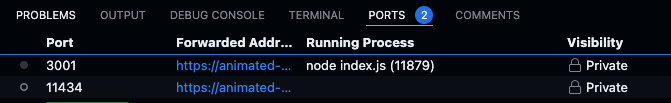 PROBLEMS OUTPUT DEBUG CONSOLE TERMINAL PORTS 2 COMMENTS
Port Forwarded Addr... Running Process Visibility
3001 https://animated-... node index.js (11879) Private
11434 https://animated-... Private